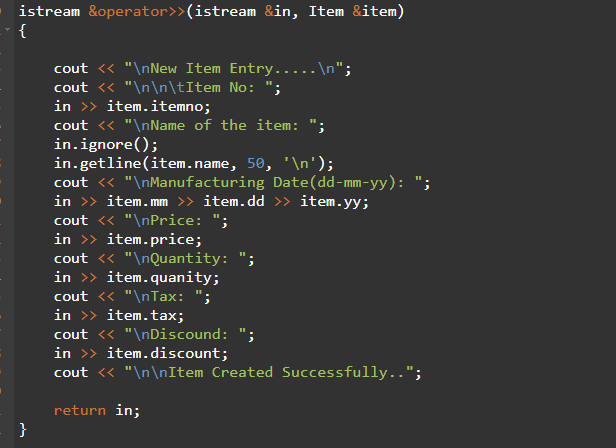 istream &operator>>(istream &in, Item &item)
{
cout << "\nNew Item Entry.....\n";
cout << "\n\n\tItem No: ";
in >> item.itemno;
cout << "\nName of the item: ";
in.ignore();
in.getline(item.name, 50, '\n');
cout << "\nManufacturing Date(dd-mm-yy): ";
in >> item.mm >> item.dd >> item.yy;
cout << "\nPrice: ";
in >> item.price;
cout << "\nQuantity: ";
in >> item.quanity;
cout << "\nTax: ";
in >> item.tax;
cout << "\nDiscound: ";
in >> item.discount;
cout << "\n\nItem Created Successfully..";
return in;
}